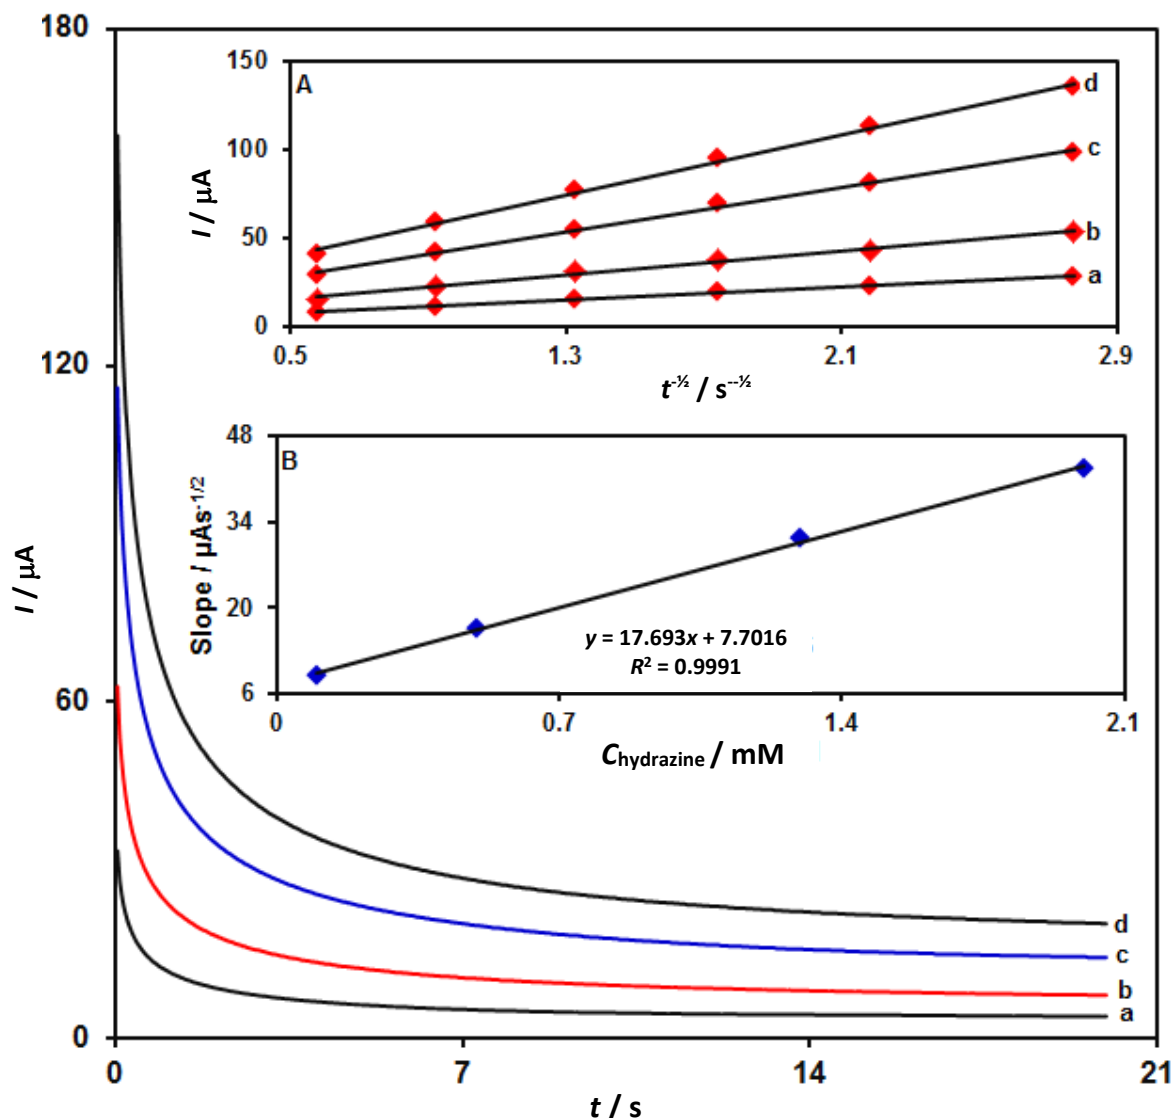 180
120
60
0
I / μA
0
7
14
21
t / s
A
150
100
50
0
I / μA
0.5
1.3
2.1
2.9
t⁻½ / s⁻⁻½
d
c
b
a
B
48
34
20
6
Slope / μAs⁻¹/²
y = 17.693x + 7.7016
R² = 0.9991
0
0.7
1.4
2.1
Chydrazine / mM
d
c
b
a